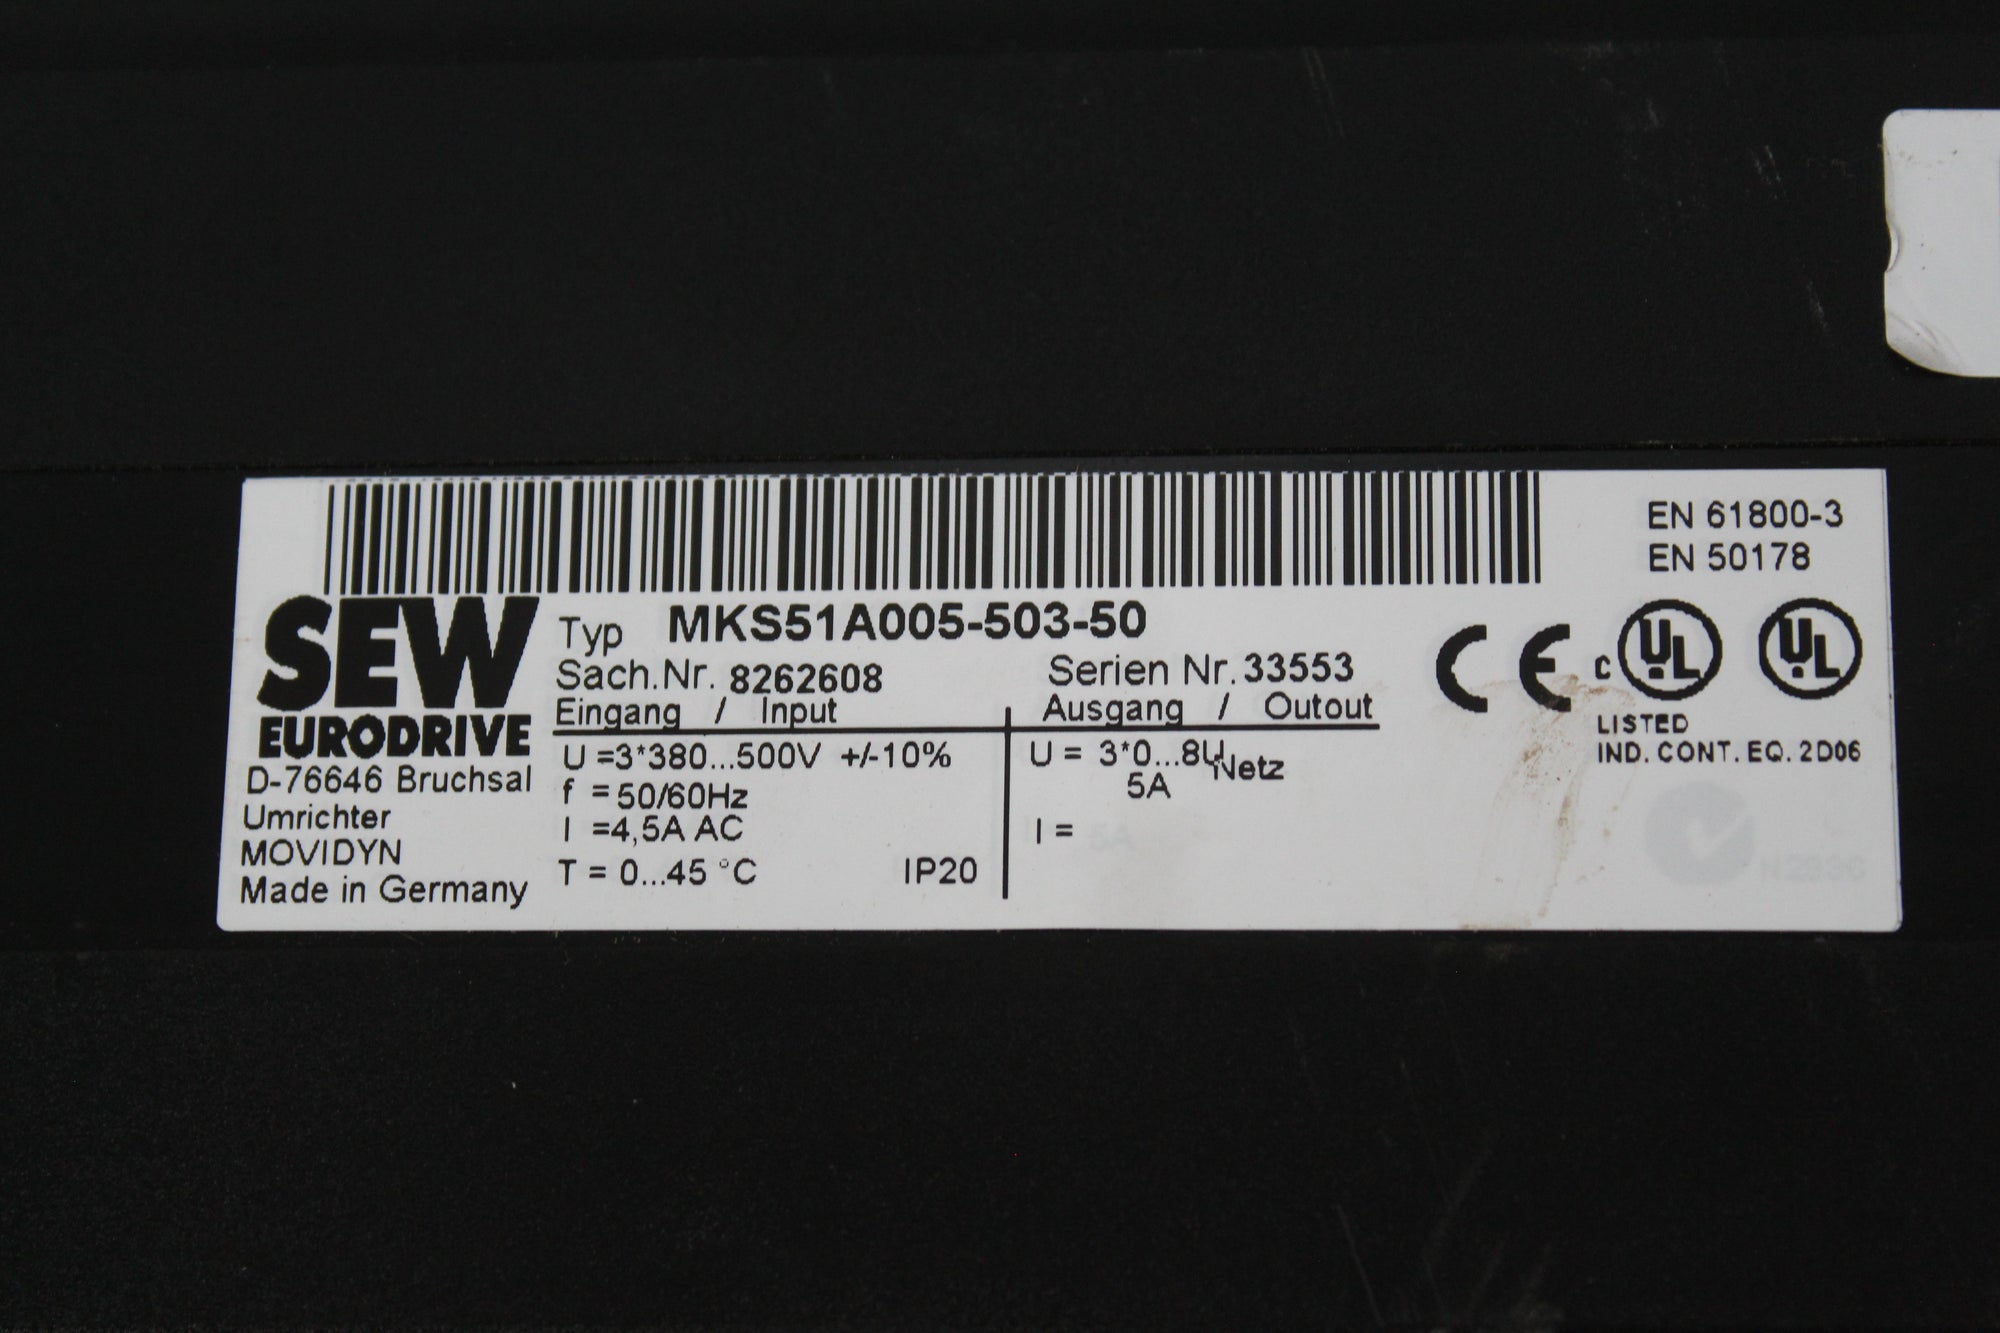 EN 61800-3
EN 50178
SEW
EURODRIVE
D-76646 Bruchsal
Umrichter
MOVIDYN
Made in Germany
Typ MKS51A005-503-50
Sach.Nr. 8262608 Serien Nr. 33553
Eingang / Input Ausgang / Outout
U =3*380...500V +/-10% U = 3*0...8U Netz
f = 50/60Hz 5A
I =4,5A AC I = 5A
T = 0...45 °C IP20
CE c UL UL
LISTED
IND. CONT. EQ. 2D06